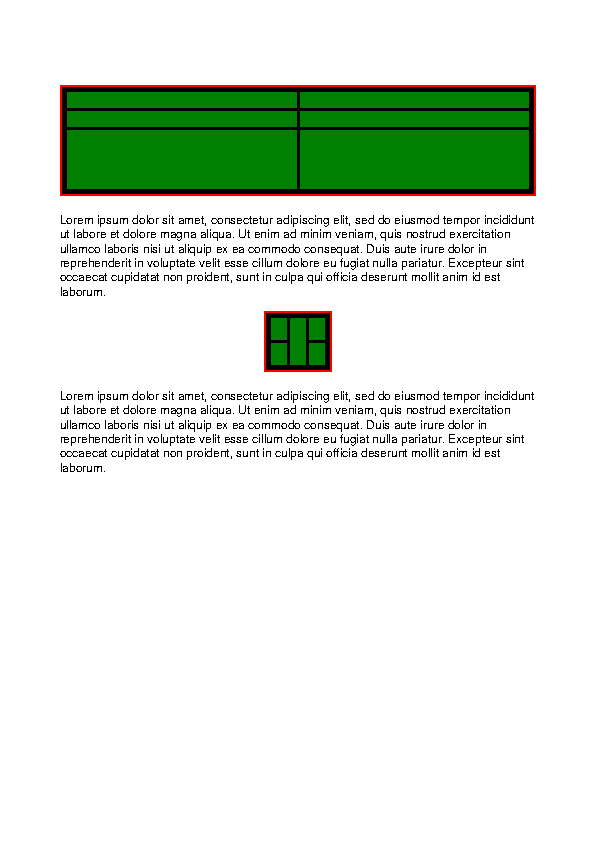 Lorem ipsum dolor sit amet, consectetur adipiscing elit, sed do eiusmod tempor incididunt
ut labore et dolore magna aliqua. Ut enim ad minim veniam, quis nostrud exercitation
ullamco laboris nisi ut aliquip ex ea commodo consequat. Duis aute irure dolor in
reprehenderit in voluptate velit esse cillum dolore eu fugiat nulla pariatur. Excepteur sint
occaecat cupidatat non proident, sunt in culpa qui officia deserunt mollit anim id est
laborum.
Lorem ipsum dolor sit amet, consectetur adipiscing elit, sed do eiusmod tempor incididunt
ut labore et dolore magna aliqua. Ut enim ad minim veniam, quis nostrud exercitation
ullamco laboris nisi ut aliquip ex ea commodo consequat. Duis aute irure dolor in
reprehenderit in voluptate velit esse cillum dolore eu fugiat nulla pariatur. Excepteur sint
occaecat cupidatat non proident, sunt in culpa qui officia deserunt mollit anim id est
laborum.